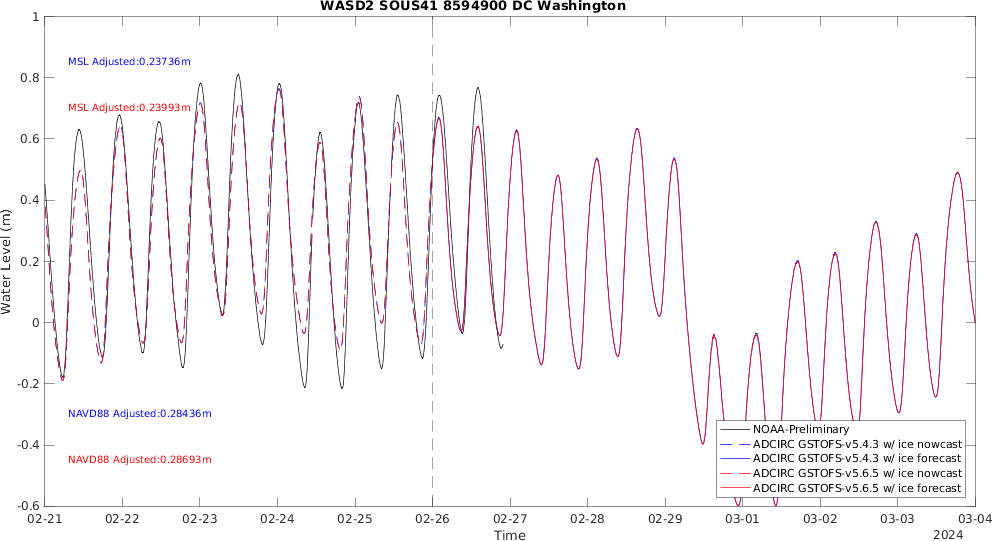 WASD2 SOUS41 8594900 DC Washington
1
0.8
0.6
0.4
0.2
0
-0.2
-0.4
-0.6
Water Level (m)
MSL Adjusted:0.23736m
MSL Adjusted:0.23993m
NAVD88 Adjusted:0.28436m
NAVD88 Adjusted:0.28693m
NOAA-Preliminary
ADCIRC GSTOFS-v5.4.3 w/ ice nowcast
ADCIRC GSTOFS-v5.4.3 w/ ice forecast
ADCIRC GSTOFS-v5.6.5 w/ ice nowcast
ADCIRC GSTOFS-v5.6.5 w/ ice forecast
02-21 02-22 02-23 02-24 02-25 02-26 02-27 02-28 02-29 03-01 03-02 03-03 03-04
Time
2024